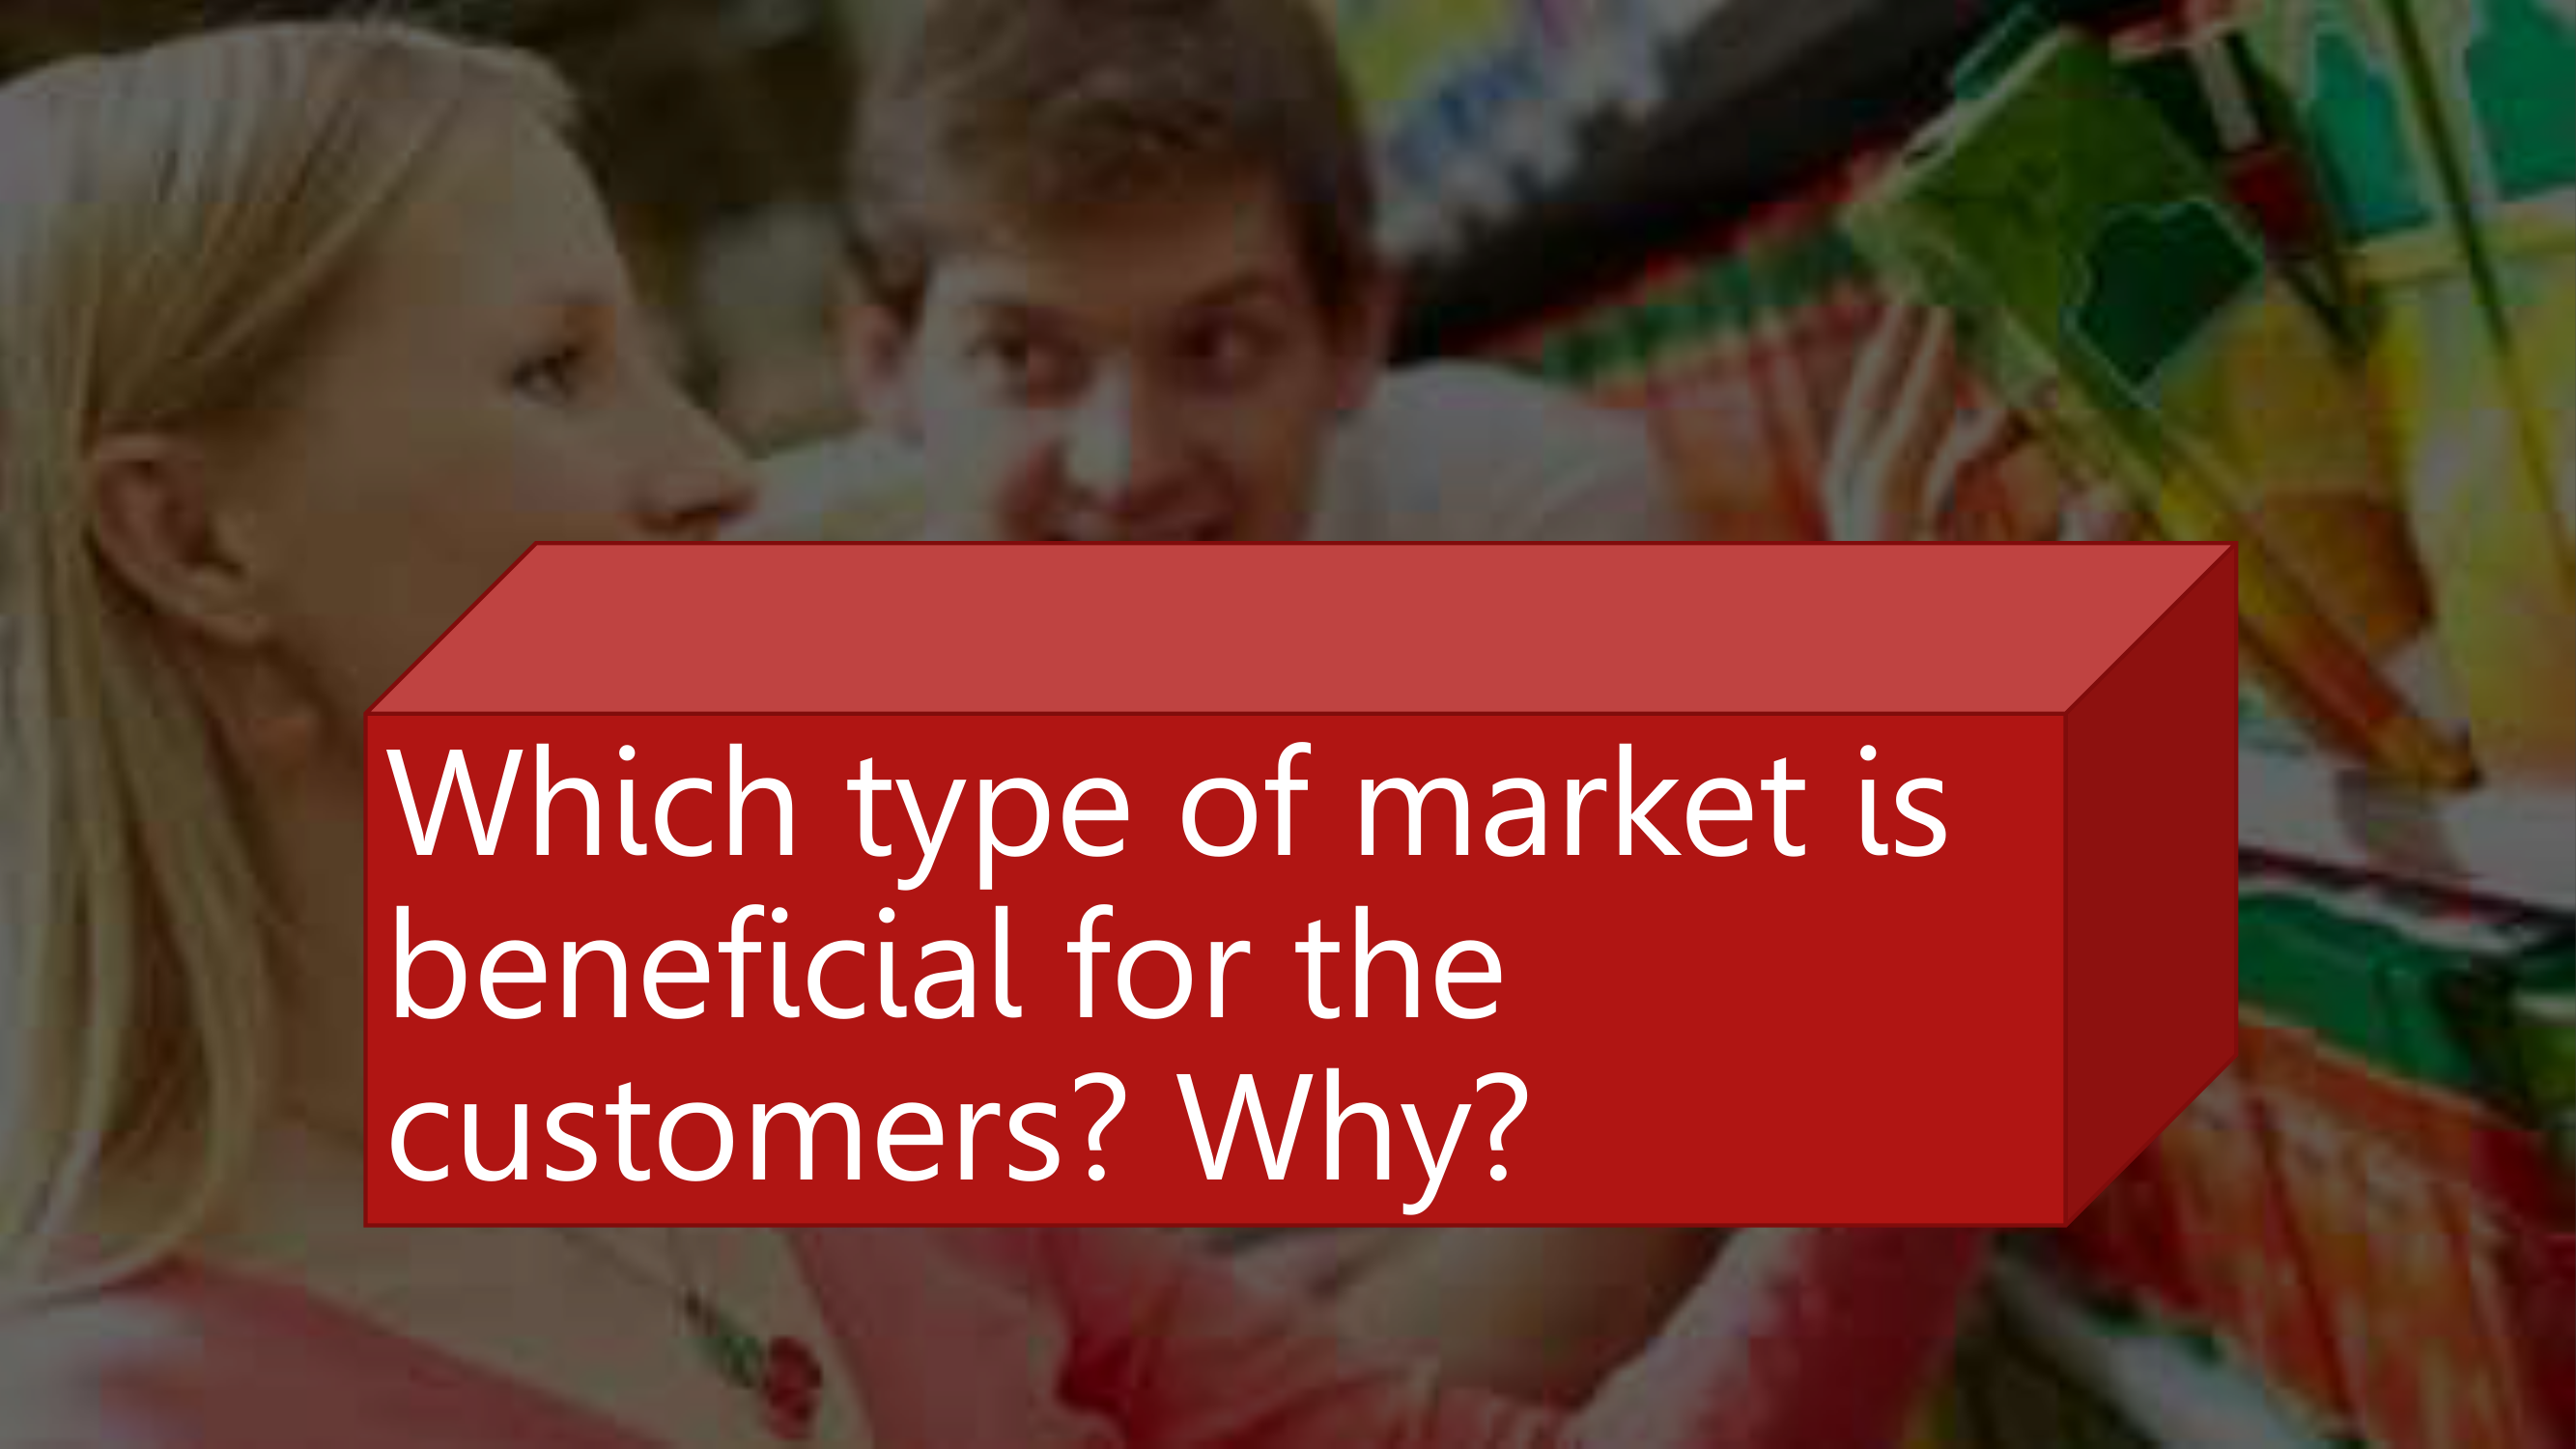 Which type of market is
beneficial for the
customers? Why?